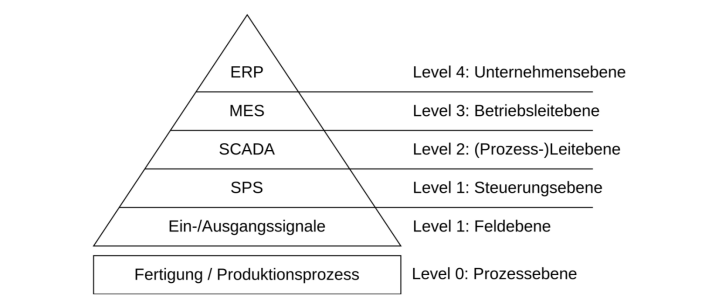 ERP Level 4: Unternehmensebene
MES Level 3: Betriebsleitebene
SCADA Level 2: (Prozess-)Leitebene
SPS Level 1: Steuerungsebene
Ein-/Ausgangssignale Level 1: Feldebene
Fertigung / Produktionsprozess Level 0: Prozessebene